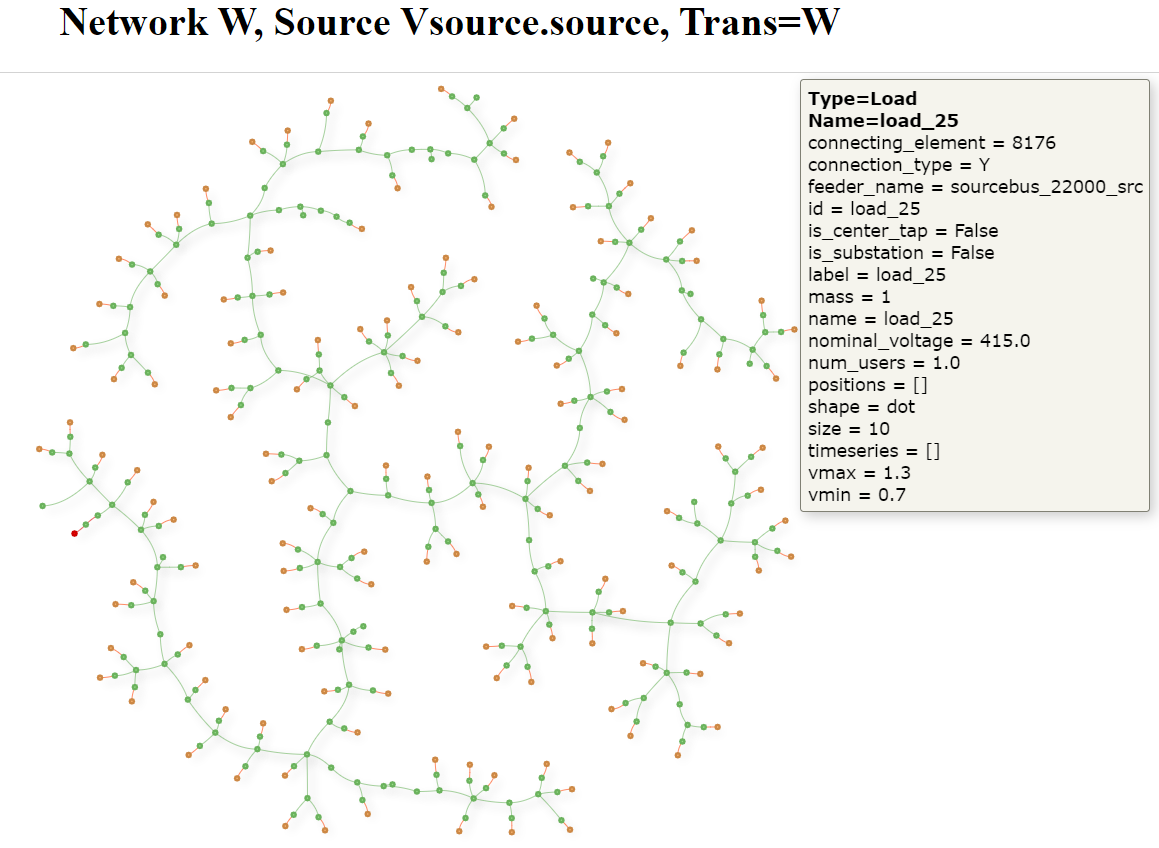 Network W, Source Vsource.source, Trans=W
Type=Load
Name=load_25
connecting_element = 8176
connection_type = Y
feeder_name = sourcebus_22000_src
id = load_25
is_center_tap = False
is_substation = False
label = load_25
mass = 1
name = load_25
nominal_voltage = 415.0
num_users = 1.0
positions = []
shape = dot
size = 10
timeseries = []
vmax = 1.3
vmin = 0.7